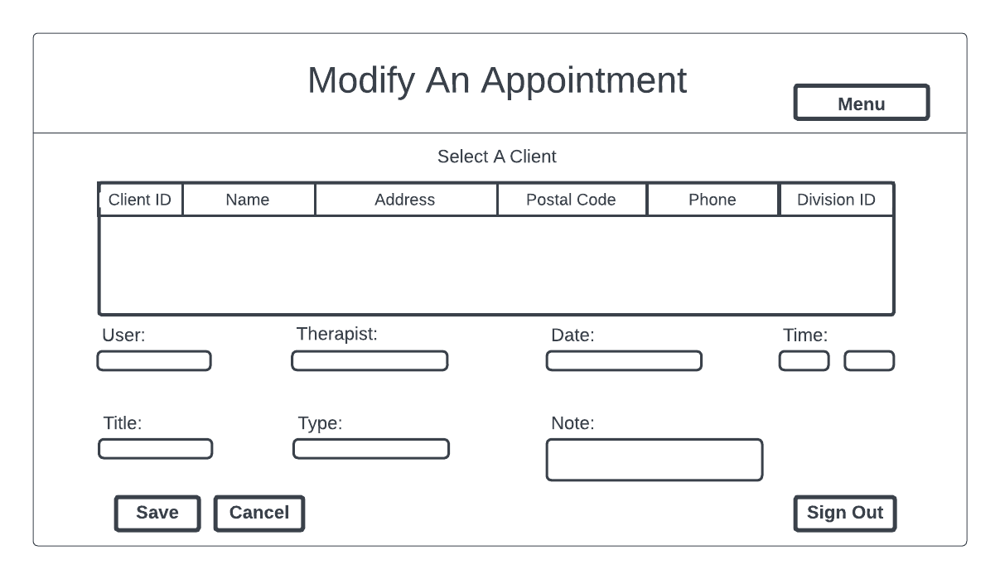 Modify An Appointment
Menu
Select A Client
Client ID Name Address Postal Code Phone Division ID
User: Therapist: Date: Time:
Title: Type: Note:
Save Cancel Sign Out